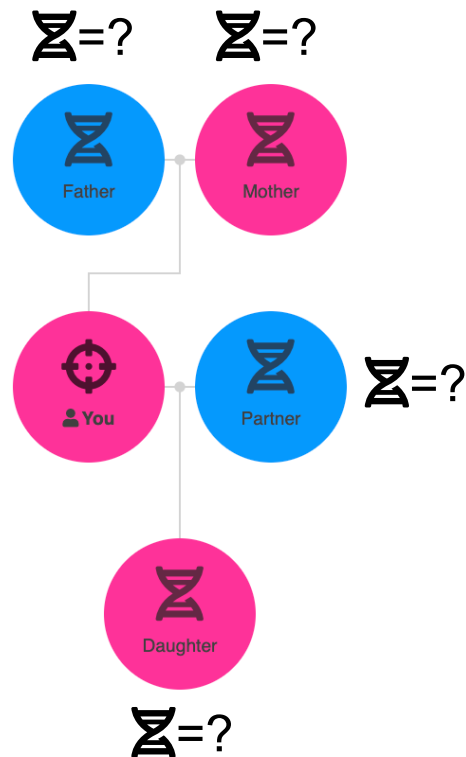 =? =?
Father Mother
You Partner =?
Daughter
=?